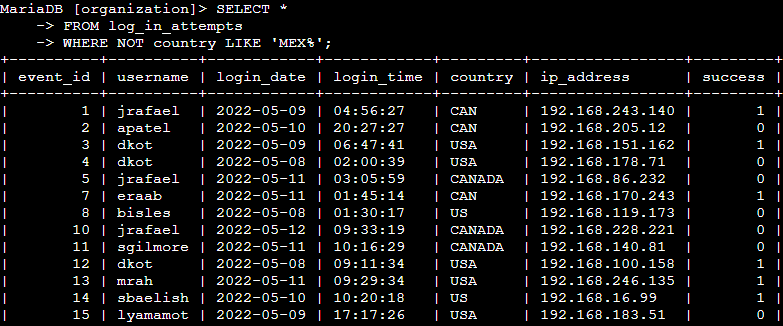 MariaDB [organization]> SELECT *
    -> FROM log_in_attempts
    -> WHERE NOT country LIKE 'MEX%';
+----------+----------+------------+------------+---------+-----------------+---------+
| event_id | username | login_date | login_time | country | ip_address      | success |
+----------+----------+------------+------------+---------+-----------------+---------+
|        1 | jrafael  | 2022-05-09 | 04:56:27   | CAN     | 192.168.243.140 |       1 |
|        2 | apatel   | 2022-05-10 | 20:27:27   | CAN     | 192.168.205.12  |       0 |
|        3 | dkot     | 2022-05-09 | 06:47:41   | USA     | 192.168.151.162 |       1 |
|        4 | dkot     | 2022-05-08 | 02:00:39   | USA     | 192.168.178.71  |       0 |
|        5 | jrafael  | 2022-05-11 | 03:05:59   | CANADA  | 192.168.86.232  |       0 |
|        7 | eraab    | 2022-05-11 | 01:45:14   | CAN     | 192.168.170.243 |       1 |
|        8 | bisles   | 2022-05-08 | 01:30:17   | US      | 192.168.119.173 |       0 |
|       10 | jrafael  | 2022-05-12 | 09:33:19   | CANADA  | 192.168.228.221 |       0 |
|       11 | sgilmore | 2022-05-11 | 10:16:29   | CANADA  | 192.168.140.81  |       0 |
|       12 | dkot     | 2022-05-08 | 09:11:34   | USA     | 192.168.100.158 |       1 |
|       13 | mrah     | 2022-05-11 | 09:29:34   | USA     | 192.168.246.135 |       1 |
|       14 | sbaelish | 2022-05-10 | 10:20:18   | US      | 192.168.16.99   |       1 |
|       15 | lyamamot | 2022-05-09 | 17:17:26   | USA     | 192.168.183.51  |       0 |